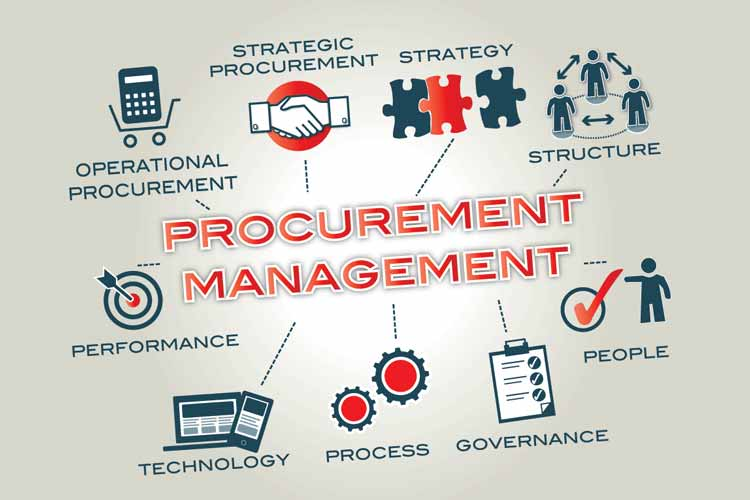 STRATEGIC
PROCUREMENT
STRATEGY
OPERATIONAL
PROCUREMENT
STRUCTURE
PROCUREMENT
MANAGEMENT
PERFORMANCE
PEOPLE
TECHNOLOGY
PROCESS
GOVERNANCE